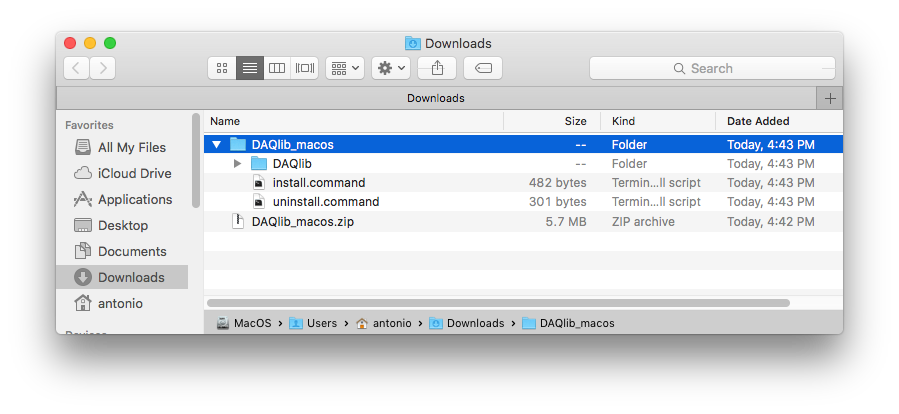 Downloads
Search
Downloads
Favorites
All My Files
iCloud Drive
Applications
Desktop
Documents
Downloads
antonio
Devices
Name Size Kind Date Added
DAQlib_macos -- Folder Today, 4:43 PM
DAQlib -- Folder Today, 4:43 PM
install.command 482 bytes Termin...ll script Today, 4:43 PM
uninstall.command 301 bytes Termin...ll script Today, 4:43 PM
DAQlib_macos.zip 5.7 MB ZIP archive Today, 4:42 PM
MacOS > Users > antonio > Downloads > DAQlib_macos